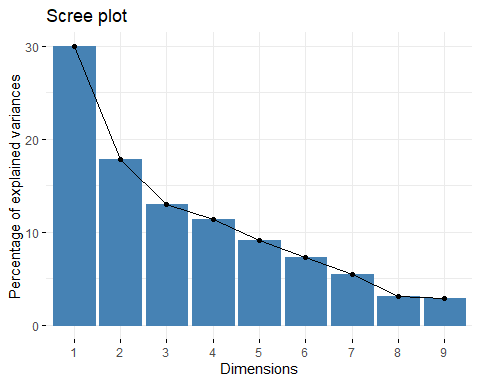 Scree plot
Percentage of explained variances
30
20
10
0
1 2 3 4 5 6 7 8 9
Dimensions